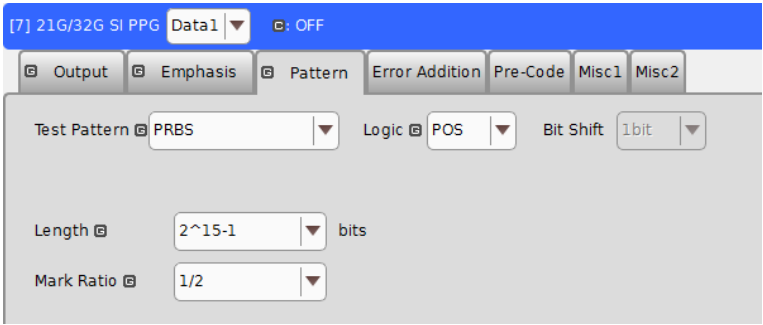 [7] 21G/32G SI PPG Data1 C: OFF
G Output G Emphasis G Pattern Error Addition Pre-Code Misc1 Misc2
Test Pattern G PRBS Logic G POS Bit Shift 1bit
Length G 2^15-1 bits
Mark Ratio G 1/2